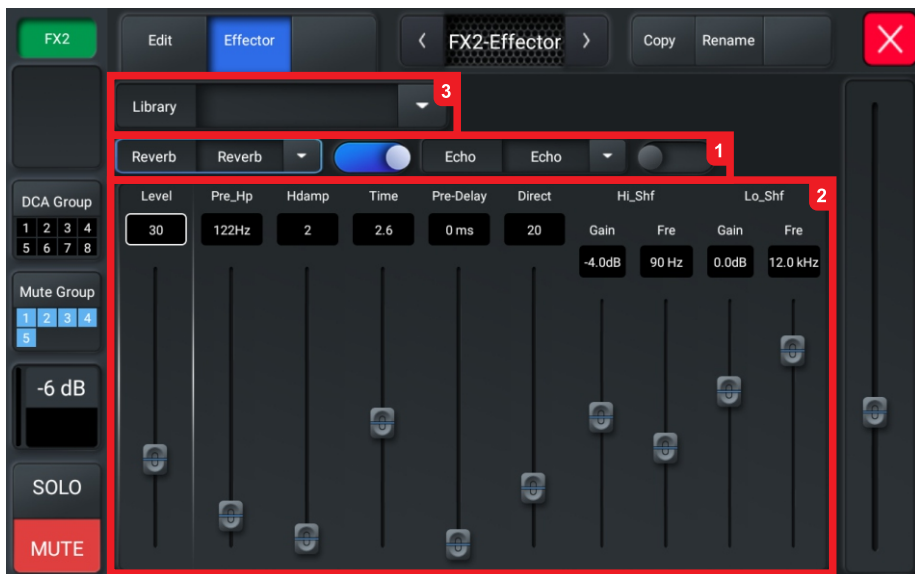 FX2
Edit Effector
< FX2-Effector >
Copy Rename
Library
3
Reverb Reverb
Echo Echo
1
DCA Group
1 2 3 4
5 6 7 8
Mute Group
1 2 3 4
5
-6 dB
SOLO
MUTE
Level Pre_Hp Hdamp Time Pre-Delay Direct Hi_Shf Lo_Shf
2
30 122Hz 2 2.6 0 ms 20 Gain Fre Gain Fre
-4.0dB 90 Hz 0.0dB 12.0 kHz